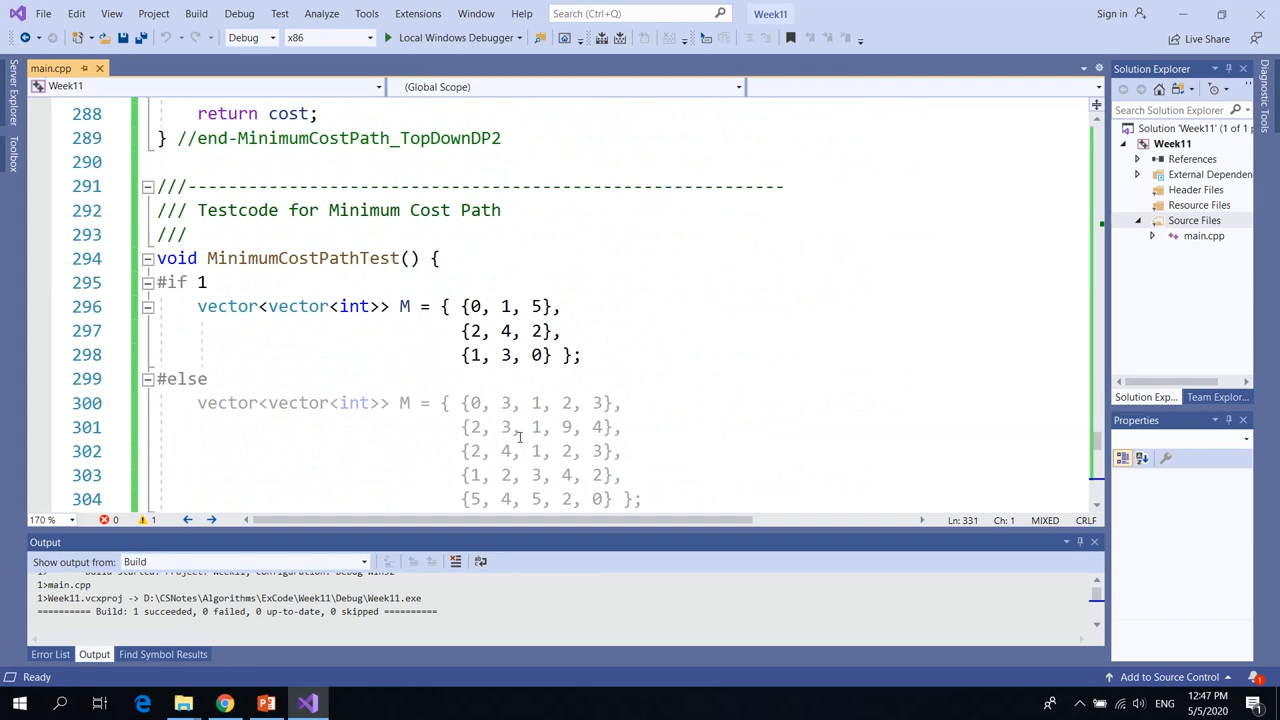 File Edit View Project Build Debug Test Analyze Tools Extensions Window Help Search (Ctrl+Q) Week11 Sign in
Debug x86 Local Windows Debugger Live Share
main.cpp
Week11 (Global Scope)
288 return cost;
289 } //end-MinimumCostPath_TopDownDP2
290
291 ///-----------------------------------------------------------
292 /// Testcode for Minimum Cost Path
293 ///
294 void MinimumCostPathTest() {
295 #if 1
296 vector<vector<int>> M = { {0, 1, 5},
297 {2, 4, 2},
298 {1, 3, 0} };
299 #else
300 vector<vector<int>> M = { {0, 3, 1, 2, 3},
301 {2, 3, 1, 9, 4},
302 {2, 4, 1, 2, 3},
303 {1, 2, 3, 4, 2},
304 {5, 4, 5, 2, 0} };
170 % 0 1 Ln: 331 Ch: 1 MIXED CRLF
Output
Show output from: Build
1>main.cpp
1>Week11.vcxproj -> D:\CSNotes\Algorithms\ExCode\Week11\Debug\Week11.exe
========== Build: 1 succeeded, 0 failed, 0 up-to-date, 0 skipped ==========
Error List Output Find Symbol Results
Server Explorer
Toolbox
Solution Explorer
Search Solution Explorer
Solution 'Week11' (1 of 1 p
Week11
References
External Dependen
Header Files
Resource Files
Source Files
main.cpp
Solution Exp... Team Explor...
Properties
Diagnostic Tools
Ready Add to Source Control 1
ENG 12:47 PM
5/5/2020 1